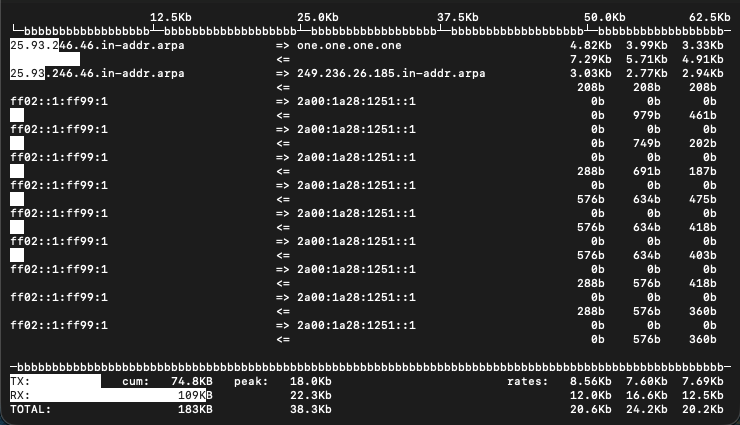 12.5Kb 25.0Kb 37.5Kb 50.0Kb 62.5Kb
└─bbbbbbbbbbbbbbbbbb┴bbbbbbbbbbbbbbbbbbbb┴bbbbbbbbbbbbbbbbbbb┴bbbbbbbbbbbbbbbbbbbb┴bbbbbbbbbbbbbbbbbb─
25.93.246.46.in-addr.arpa => one.one.one.one 4.82Kb 3.99Kb 3.33Kb
<= 7.29Kb 5.71Kb 4.91Kb
25.93.246.46.in-addr.arpa => 249.236.26.185.in-addr.arpa 3.03Kb 2.77Kb 2.94Kb
<= 208b 208b 208b
ff02::1:ff99:1 => 2a00:1a28:1251::1 0b 0b 0b
<= 0b 979b 461b
ff02::1:ff99:1 => 2a00:1a28:1251::1 0b 0b 0b
<= 0b 749b 202b
ff02::1:ff99:1 => 2a00:1a28:1251::1 0b 0b 0b
<= 288b 691b 187b
ff02::1:ff99:1 => 2a00:1a28:1251::1 0b 0b 0b
<= 576b 634b 475b
ff02::1:ff99:1 => 2a00:1a28:1251::1 0b 0b 0b
<= 576b 634b 418b
ff02::1:ff99:1 => 2a00:1a28:1251::1 0b 0b 0b
<= 576b 634b 403b
ff02::1:ff99:1 => 2a00:1a28:1251::1 0b 0b 0b
<= 288b 576b 418b
ff02::1:ff99:1 => 2a00:1a28:1251::1 0b 0b 0b
<= 288b 576b 360b
ff02::1:ff99:1 => 2a00:1a28:1251::1 0b 0b 0b
<= 0b 576b 360b
─bbbbbbbbbbbbbbbbbbbbbbbbbbbbbbbbbbbbbbbbbbbbbbbbbbbbbbbbbbbbbbbbbbbbbbbbbbbbbbbbbbbbbbbbbbbbbbbbbbbbb─
TX: cum: 74.8KB peak: 18.0Kb rates: 8.56Kb 7.60Kb 7.69Kb
RX: 109KB 22.3Kb 12.0Kb 16.6Kb 12.5Kb
TOTAL: 183KB 38.3Kb 20.6Kb 24.2Kb 20.2Kb